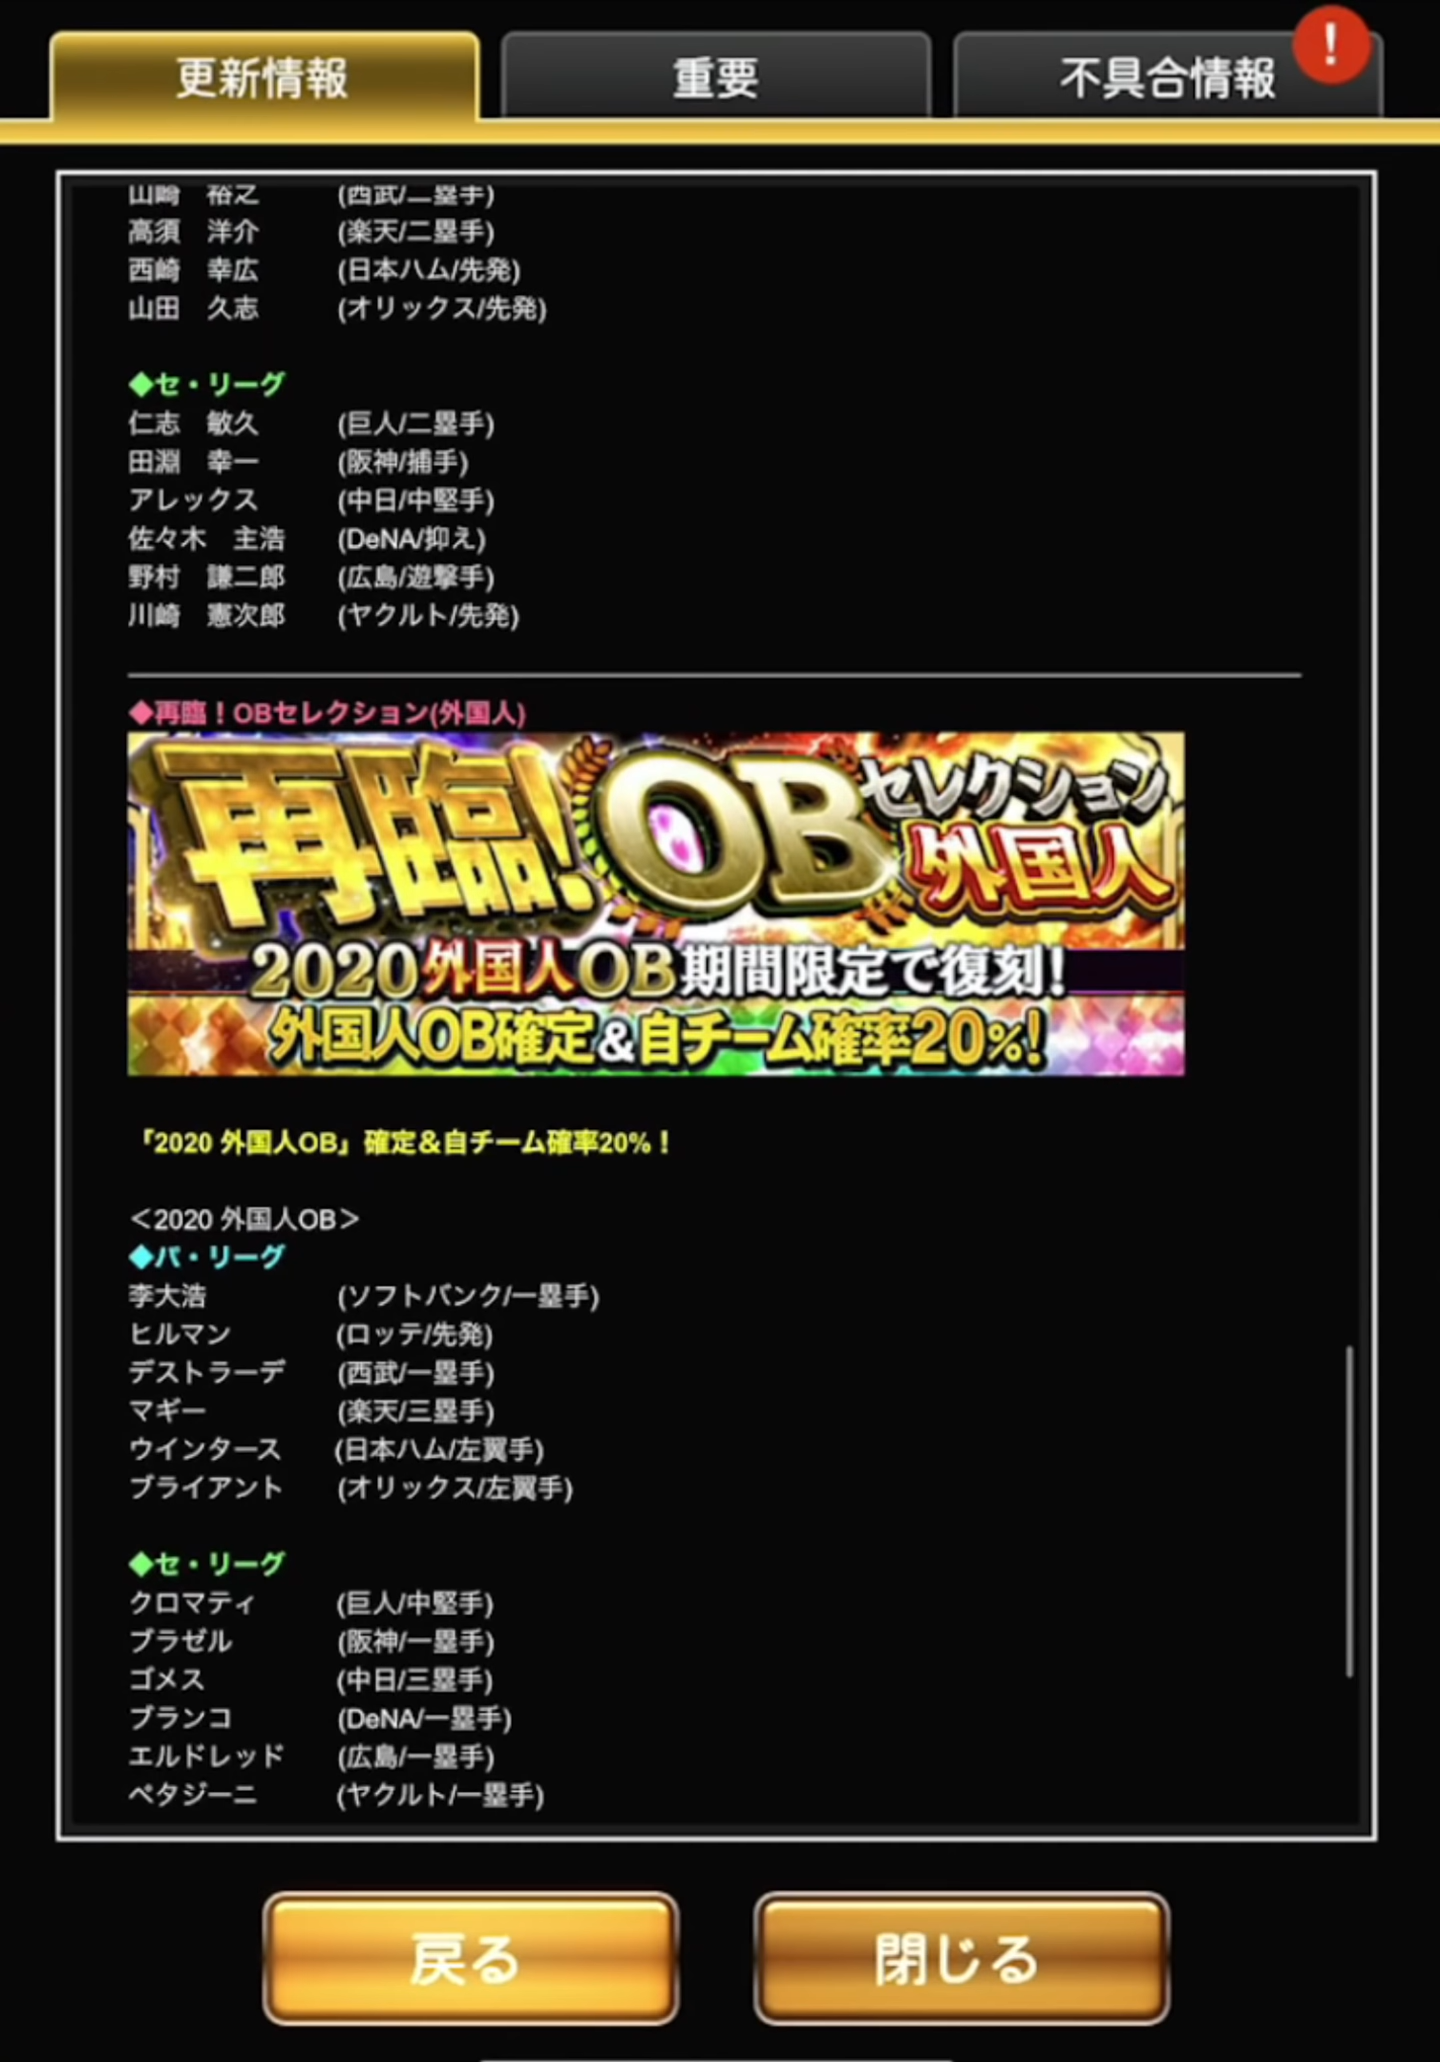 更新情報
重要
不具合情報
!
山崎　裕之　(西武/二塁手)
高須　洋介　(楽天/二塁手)
西崎　幸広　(日本ハム/先発)
山田　久志　(オリックス/先発)
◆セ・リーグ
仁志　敏久　(巨人/二塁手)
田淵　幸一　(阪神/捕手)
アレックス　(中日/中堅手)
佐々木　主浩　(DeNA/抑え)
野村　謙二郎　(広島/遊撃手)
川崎　憲次郎　(ヤクルト/先発)
◆再臨！OBセレクション(外国人)
再臨!OBセレクション外国人
2020外国人OB期間限定で復刻!
外国人OB確定&自チーム確率20%!
「2020 外国人OB」確定＆自チーム確率20%！
＜2020 外国人OB＞
◆パ・リーグ
李大浩　(ソフトバンク/一塁手)
ヒルマン　(ロッテ/先発)
デストラーデ　(西武/一塁手)
マギー　(楽天/三塁手)
ウインタース　(日本ハム/左翼手)
ブライアント　(オリックス/左翼手)
◆セ・リーグ
クロマティ　(巨人/中堅手)
ブラゼル　(阪神/一塁手)
ゴメス　(中日/三塁手)
ブランコ　(DeNA/一塁手)
エルドレッド　(広島/一塁手)
ペタジーニ　(ヤクルト/一塁手)
戻る
閉じる